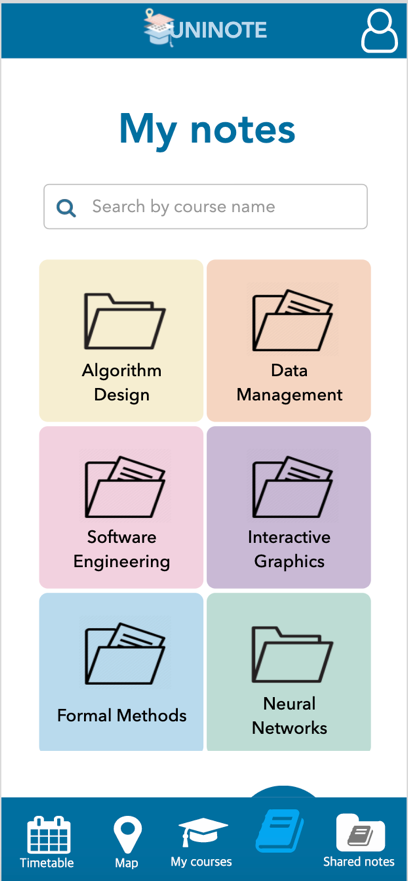 UNINOTE
My notes
Search by course name
Algorithm
Design
Data
Management
Software
Engineering
Interactive
Graphics
Formal Methods
Neural
Networks
Timetable
Map
My courses
Shared notes